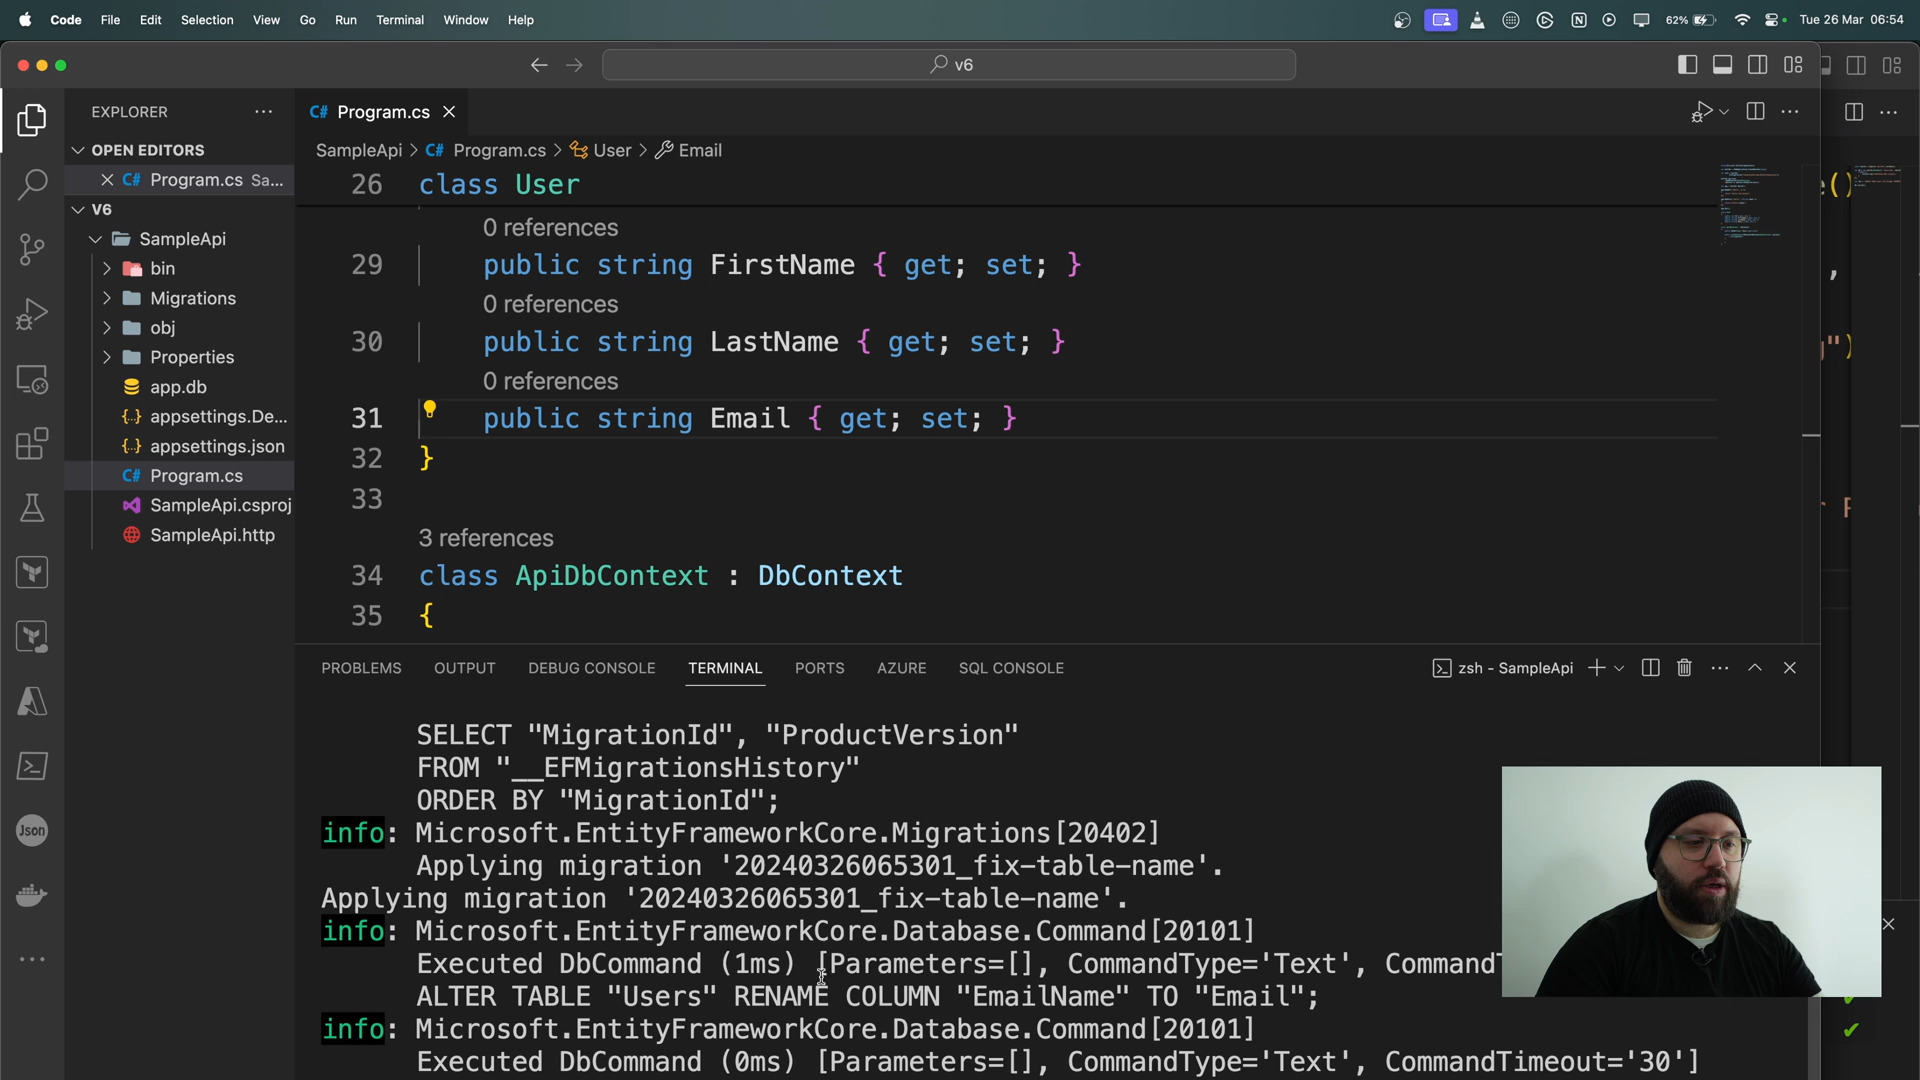 Code File Edit Selection View Go Run Terminal Window Help 62% Tue 26 Mar 06:54
v6
EXPLORER
OPEN EDITORS
Program.cs Sa...
V6
SampleApi
bin
Migrations
obj
Properties
app.db
appsettings.De...
appsettings.json
C# Program.cs
SampleApi.csproj
SampleApi.http
C# Program.cs
SampleApi > C# Program.cs > User > Email
26 class User
0 references
29 public string FirstName { get; set; }
0 references
30 public string LastName { get; set; }
0 references
31 public string Email { get; set; }
32 }
33
3 references
34 class ApiDbContext : DbContext
35 {
PROBLEMS OUTPUT DEBUG CONSOLE TERMINAL PORTS AZURE SQL CONSOLE zsh - SampleApi
SELECT "MigrationId", "ProductVersion"
FROM "__EFMigrationsHistory"
ORDER BY "MigrationId";
info: Microsoft.EntityFrameworkCore.Migrations[20402]
Applying migration '20240326065301_fix-table-name'.
Applying migration '20240326065301_fix-table-name'.
info: Microsoft.EntityFrameworkCore.Database.Command[20101]
Executed DbCommand (1ms) [Parameters=[], CommandType='Text', CommandT
ALTER TABLE "Users" RENAME COLUMN "EmailName" TO "Email";
info: Microsoft.EntityFrameworkCore.Database.Command[20101]
Executed DbCommand (0ms) [Parameters=[], CommandType='Text', CommandTimeout='30']
Json